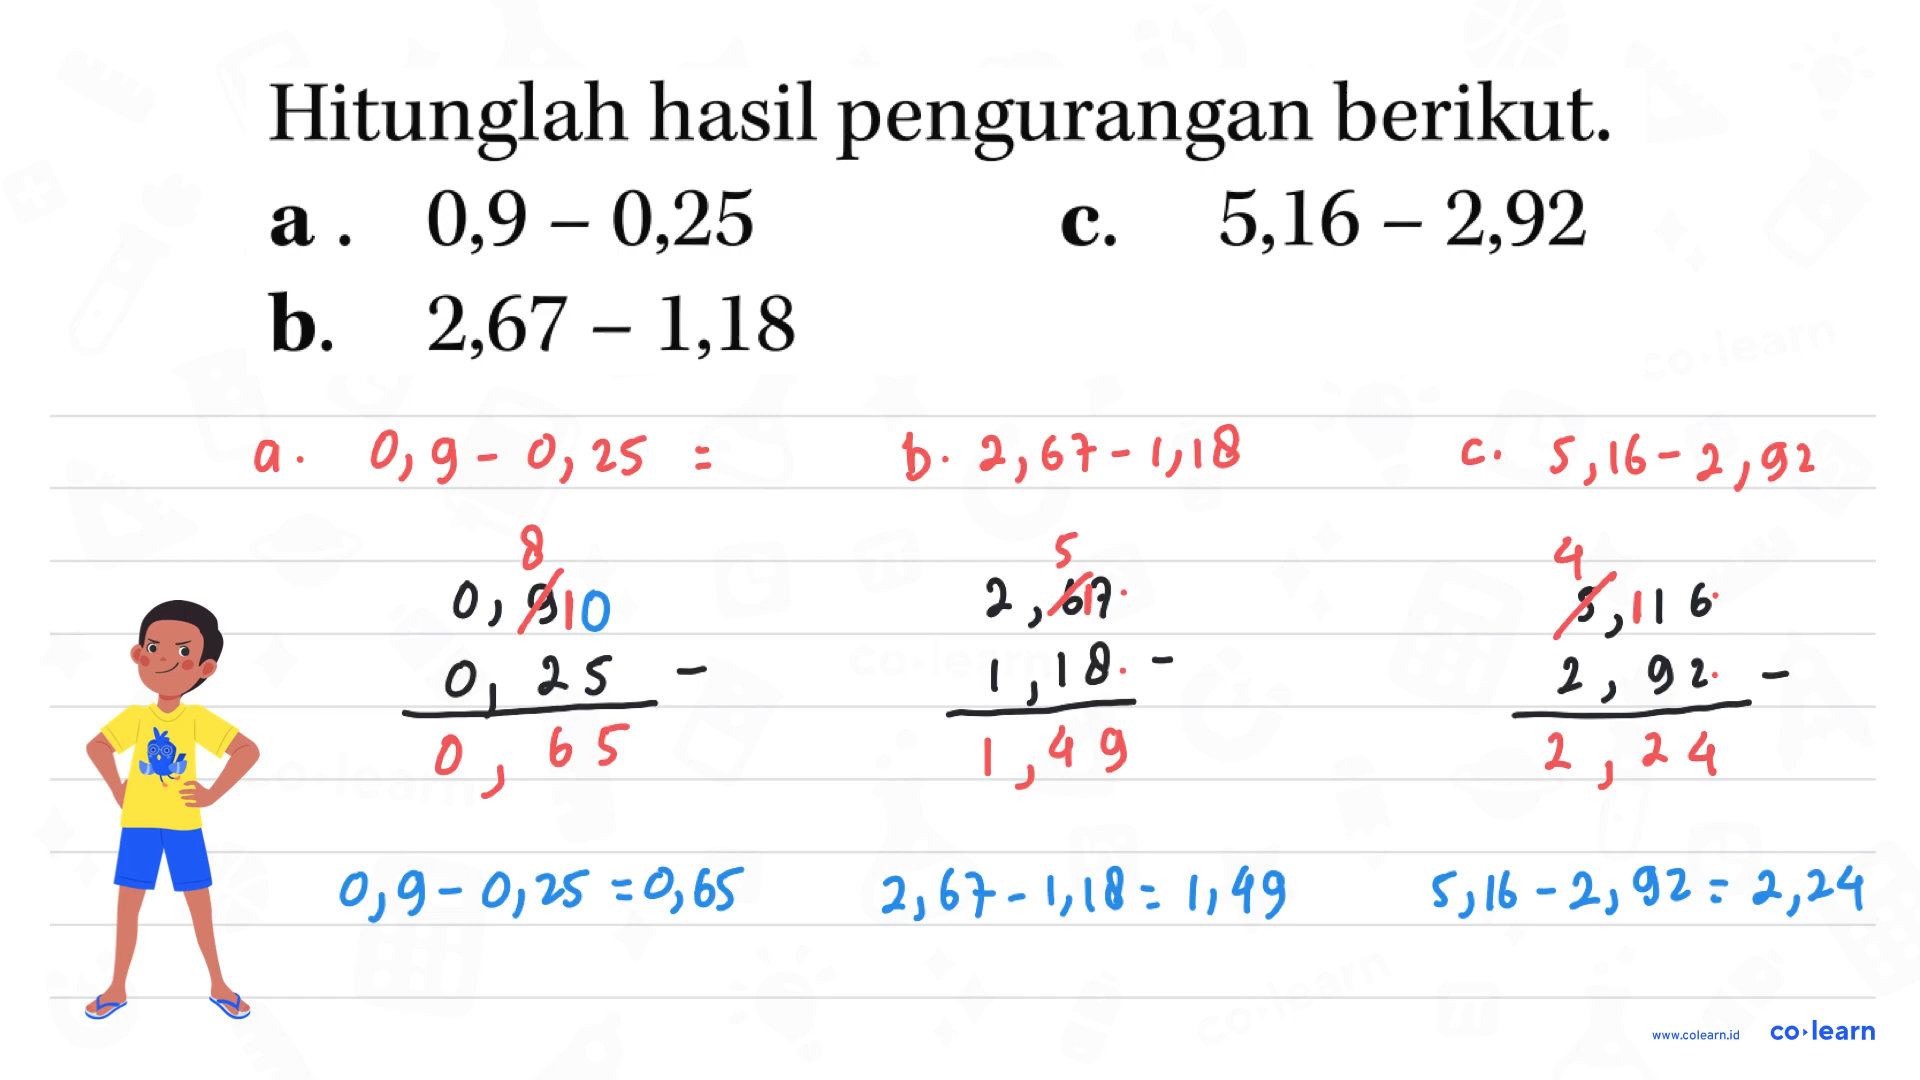 Hitunglah hasil pengurangan berikut.
a . 0,9 – 0,25 c. 5,16 – 2,92
b. 2,67 – 1,18
a. 0,9 - 0,25 = b. 2,67 - 1,18 c. 5,16 - 2,92
8 5 4
0,910 2,617 5,116
0,25 - 1,18 - 2,92 -
0,65 1,49 2,24
0,9 - 0,25 = 0,65 2,67 - 1,18 = 1,49 5,16 - 2,92 = 2,24
www.colearn.id co▸learn